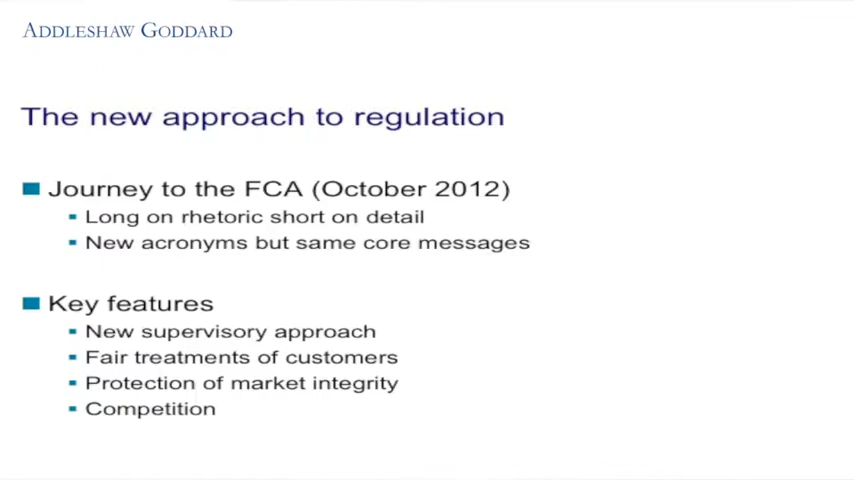 ADDLESHAW GODDARD
The new approach to regulation
Journey to the FCA (October 2012)
Long on rhetoric short on detail
New acronyms but same core messages
Key features
New supervisory approach
Fair treatments of customers
Protection of market integrity
Competition